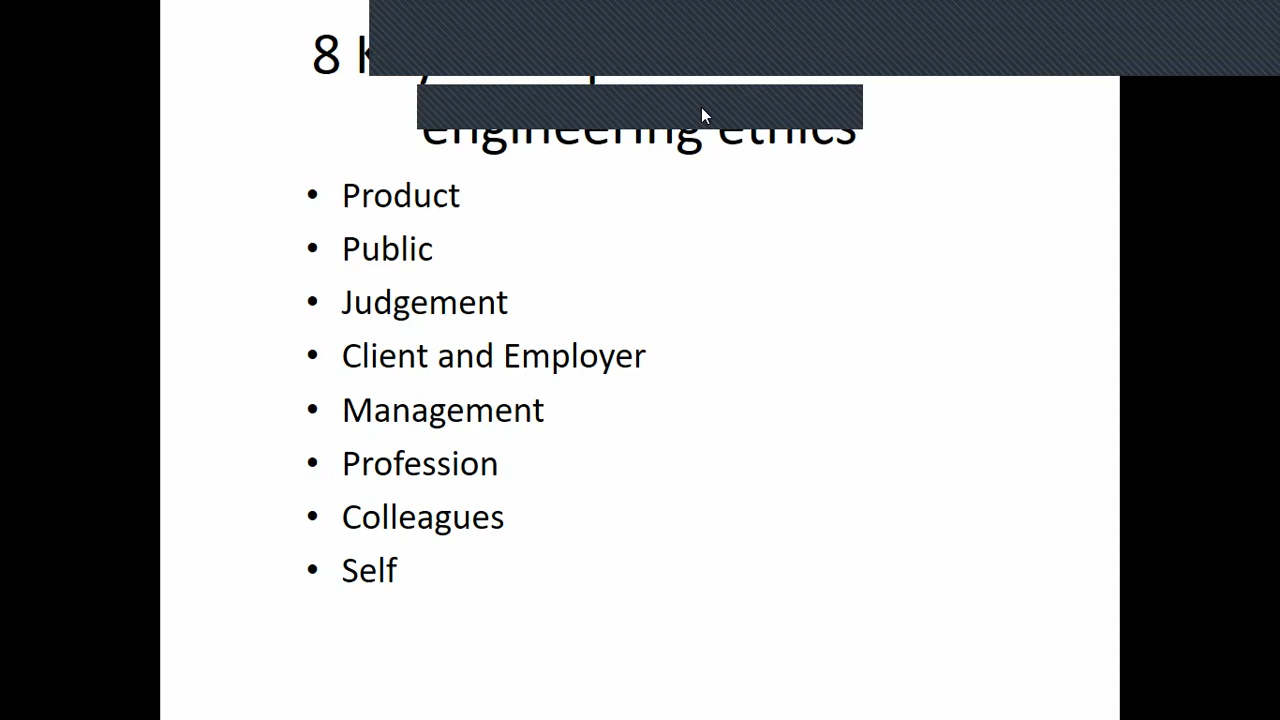 8
engineering ethics
• Product
• Public
• Judgement
• Client and Employer
• Management
• Profession
• Colleagues
• Self